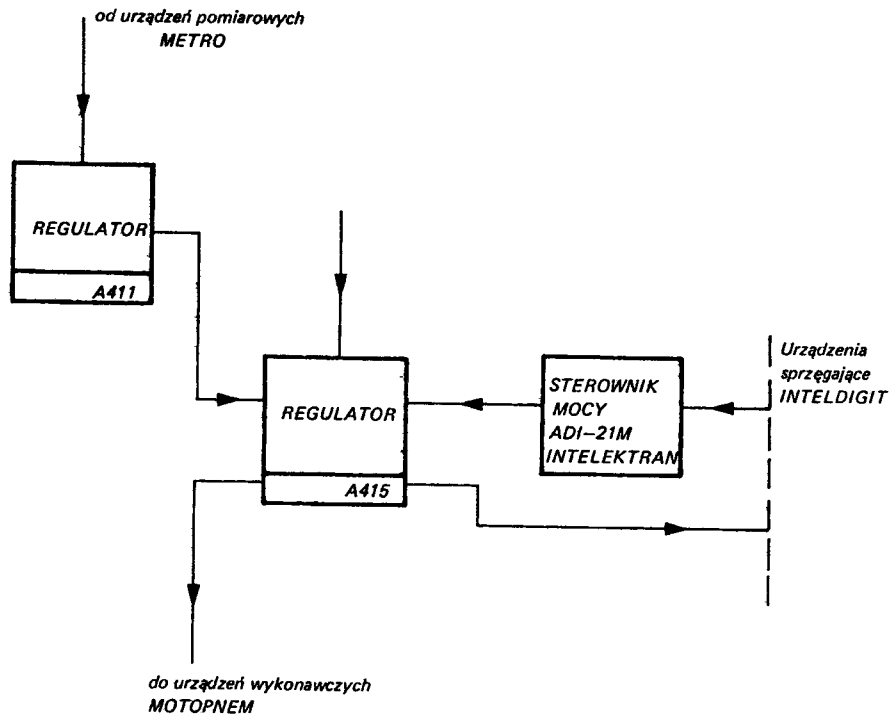 od urządzeń pomiarowych
METRO
REGULATOR
A411
REGULATOR
A415
STEROWNIK
MOCY
ADI-21M
INTELEKTRAN
Urządzenia
sprzęgające
INTELDIGIT
do urządzeń wykonawczych
MOTOPNEM